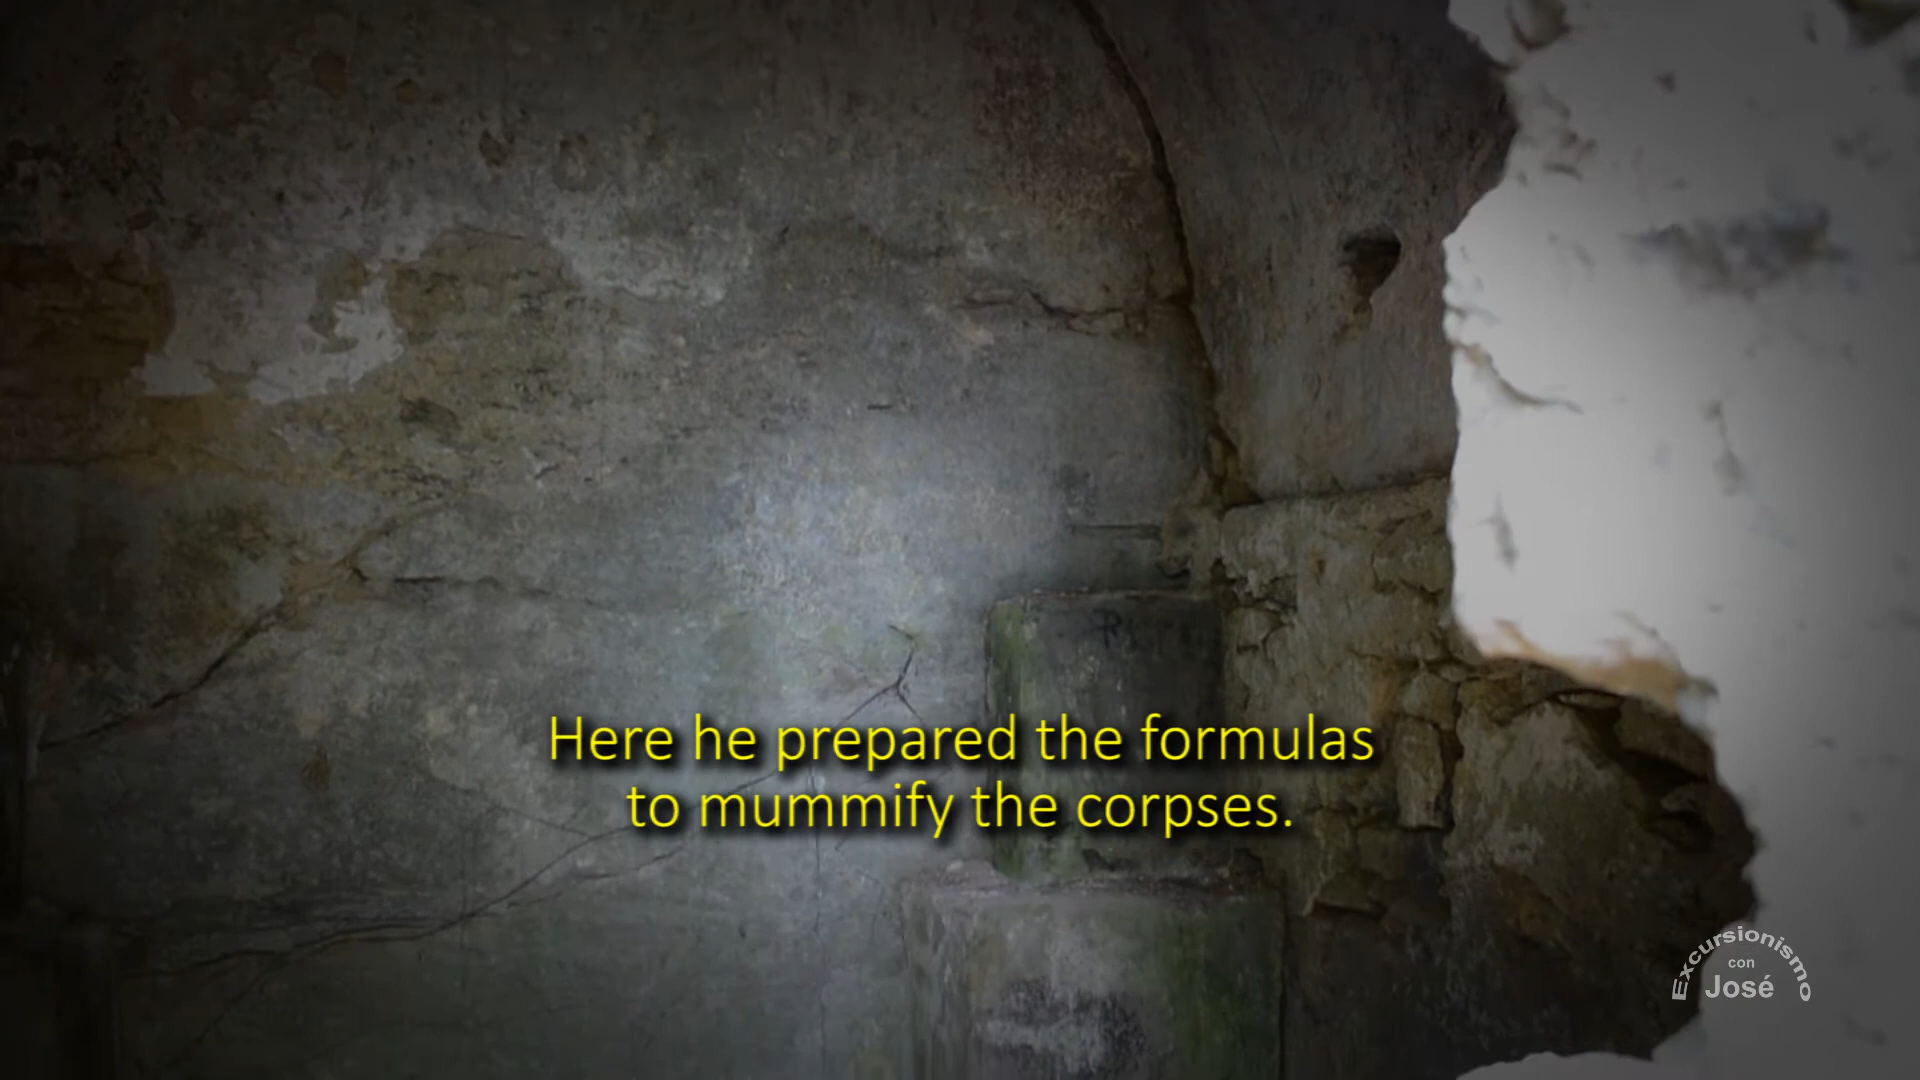 Here he prepared the formulas
to mummify the corpses.
Excursionismo
con
José